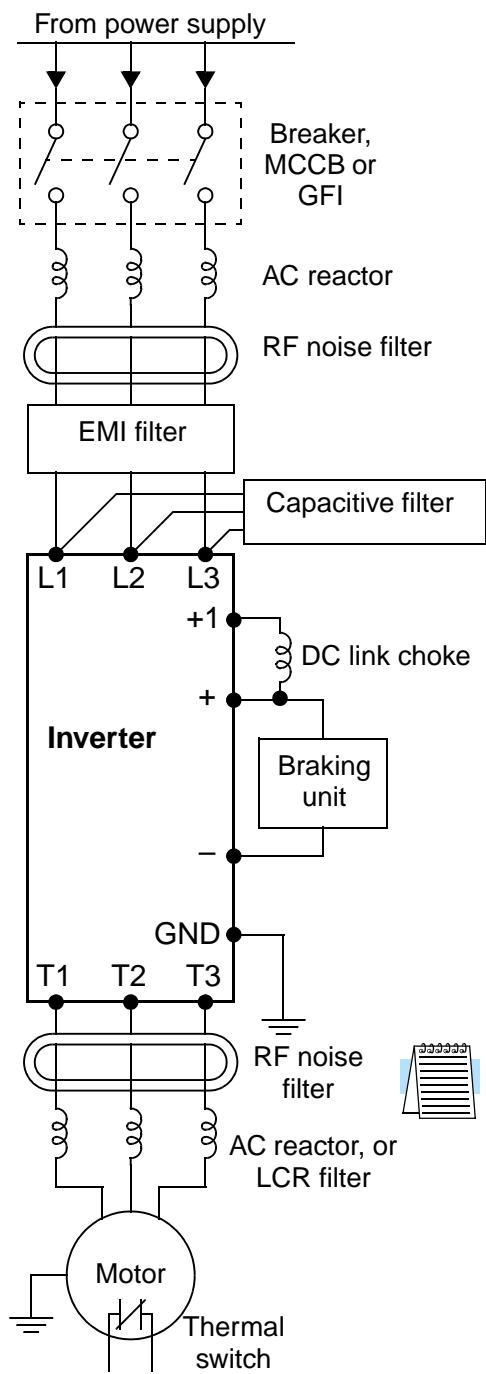 From power supply
Breaker,
MCCB or
GFI
AC reactor
RF noise filter
EMI filter
Capacitive filter
L1 L2 L3
+1
DC link choke
+
Inverter
Braking
unit
–
GND
T1 T2 T3
RF noise
filter
AC reactor, or
LCR filter
Motor
Thermal
switch